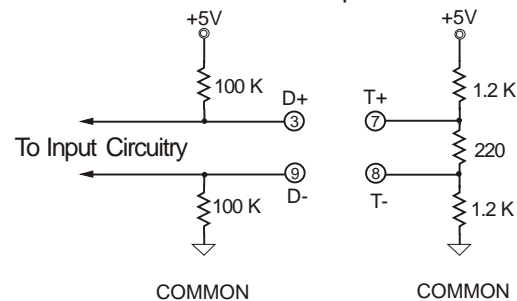 +5V
+5V
100 K
1.2 K
D+
T+
3
7
220
To Input Circuitry
9
8
D-
T-
100 K
1.2 K
COMMON
COMMON